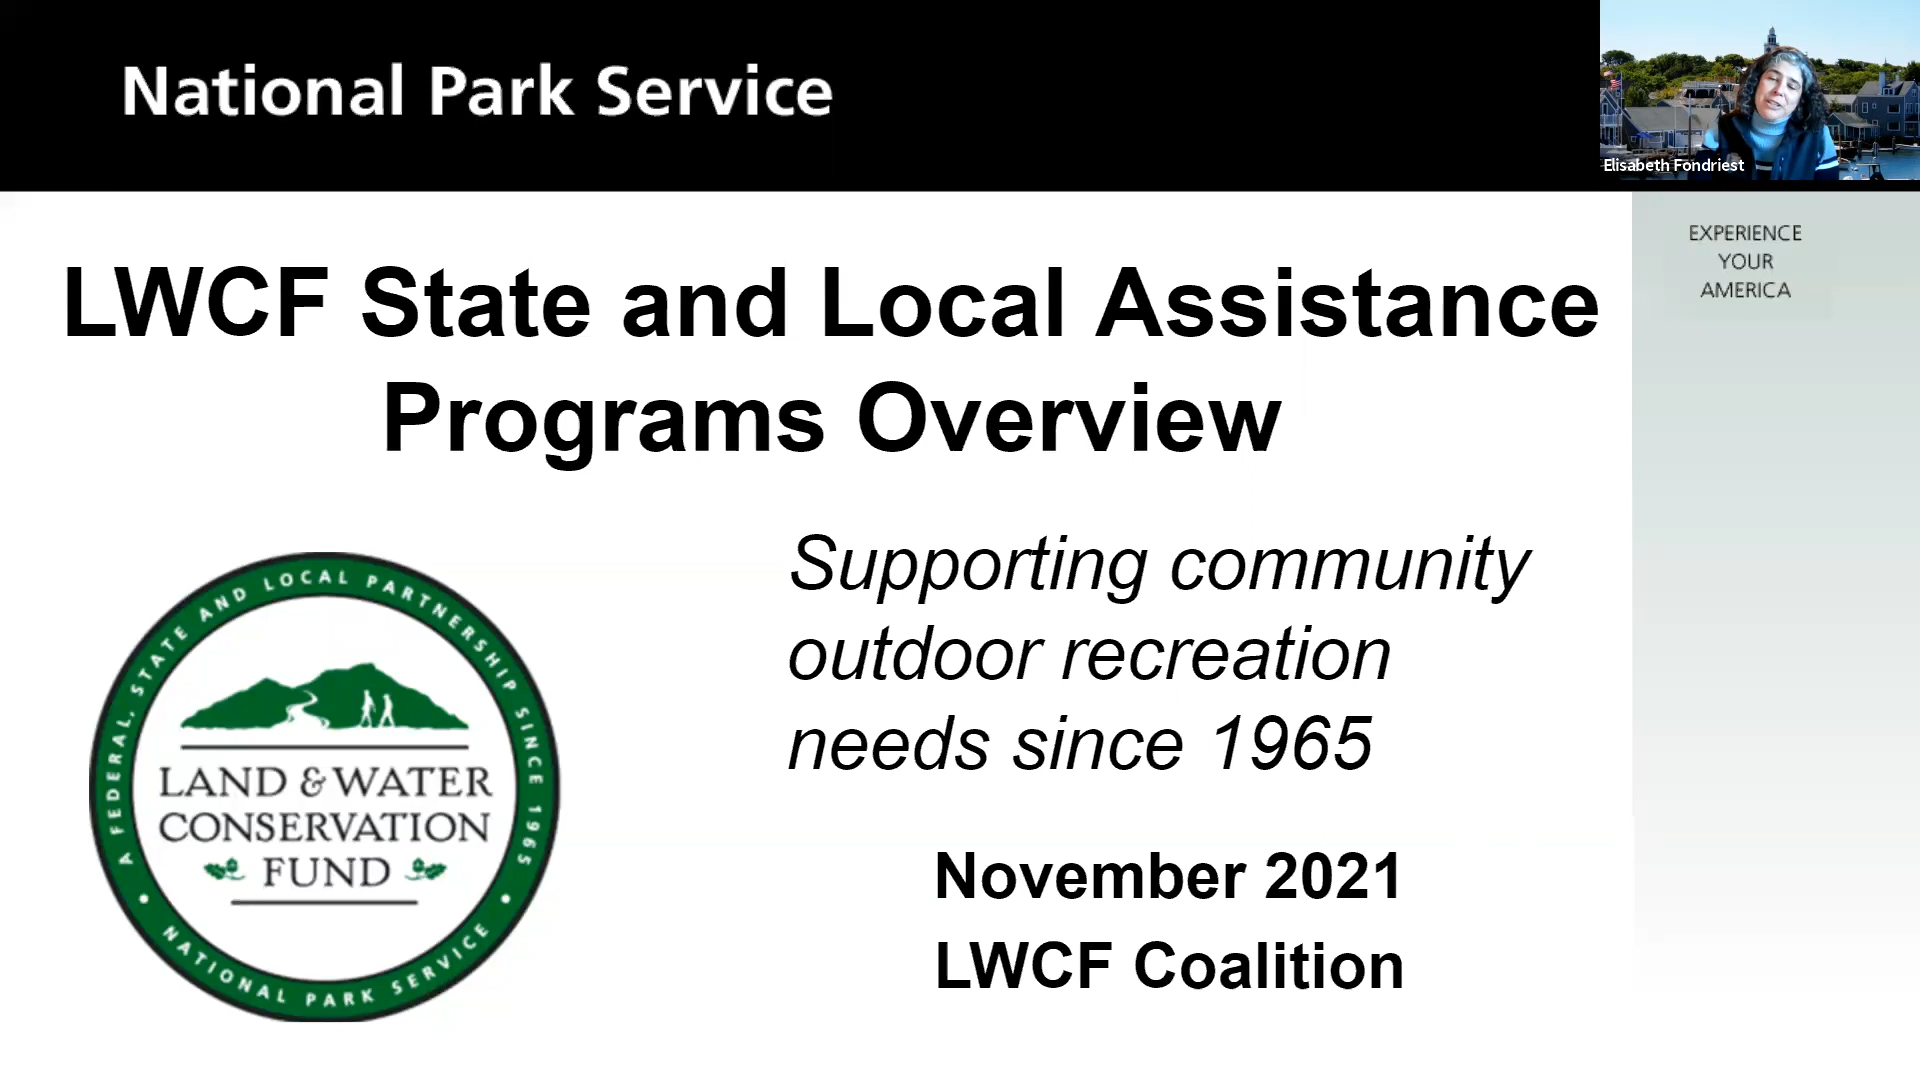 National Park Service
Elisabeth Fondriest
EXPERIENCE
YOUR
AMERICA
LWCF State and Local Assistance
Programs Overview
Supporting community
outdoor recreation
needs since 1965
November 2021
LWCF Coalition
A FEDERAL, STATE AND LOCAL PARTNERSHIP SINCE 1965
LAND & WATER
CONSERVATION
FUND
NATIONAL PARK SERVICE